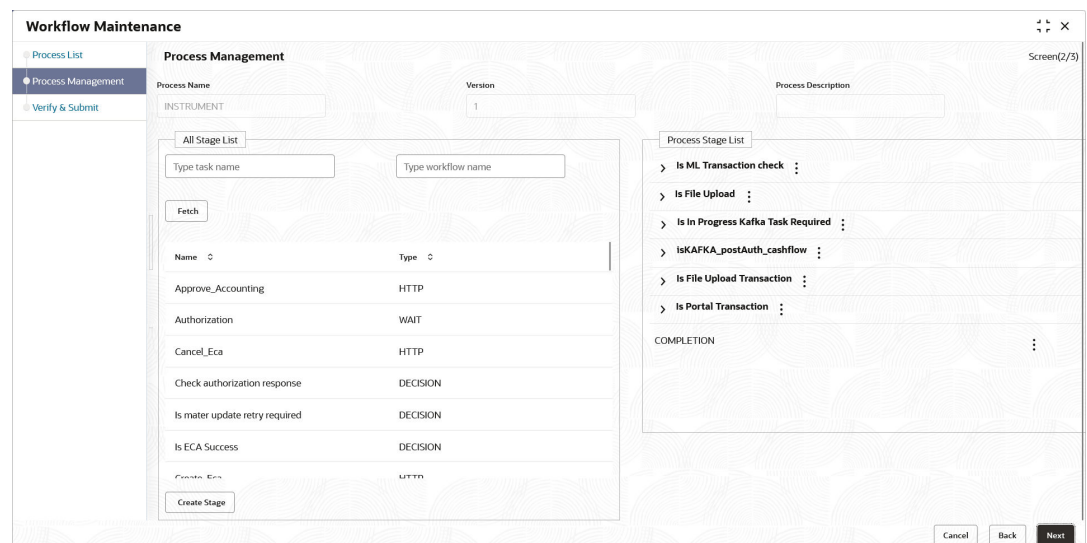 Workflow Maintenance
Process List
Process Management
Verify & Submit
Process Management
Screen(2/3)
Process Name
Version
Process Description
INSTRUMENT
1
All Stage List
Type task name
Type workflow name
Fetch
Name Type
Approve_Accounting HTTP
Authorization WAIT
Cancel_Eca HTTP
Check authorization response DECISION
Is mater update retry required DECISION
Is ECA Success DECISION
Create_Eca HTTP
Create Stage
Process Stage List
Is ML Transaction check
Is File Upload
Is In Progress Kafka Task Required
isKAFKA_postAuth_cashflow
Is File Upload Transaction
Is Portal Transaction
COMPLETION
Cancel Back Next